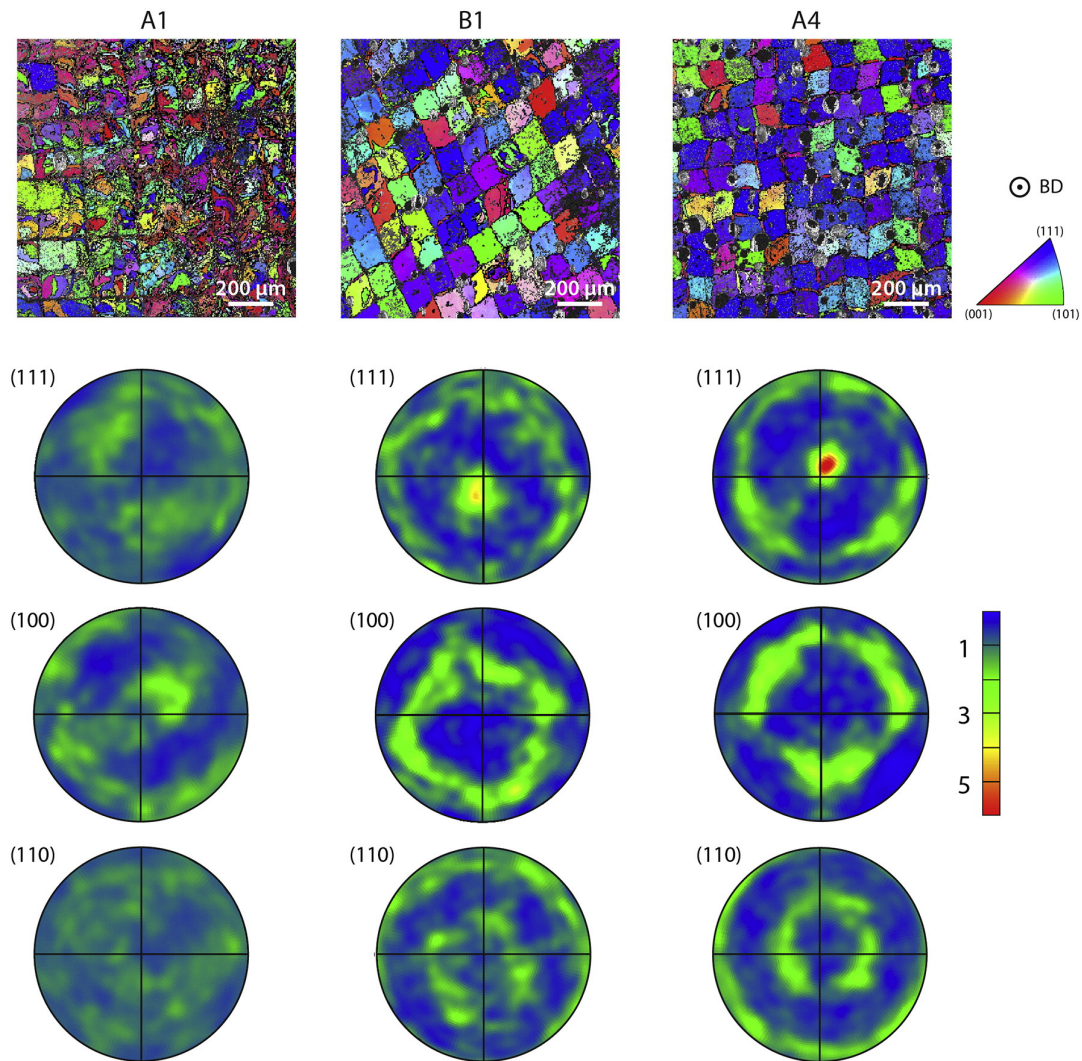 A1 B1 A4
200 µm 200 µm 200 µm
BD
(111)
(001) (101)
(111) (111) (111)
(100) (100) (100)
1
3
5
(110) (110) (110)